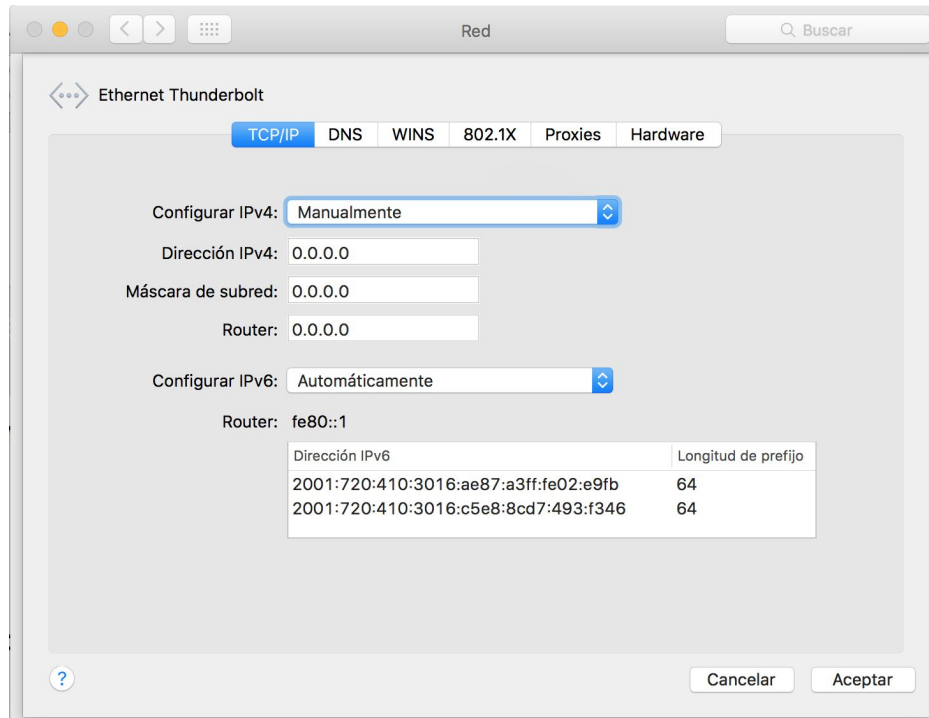 Red
Buscar
Ethernet Thunderbolt
TCP/IP DNS WINS 802.1X Proxies Hardware
Configurar IPv4: Manualmente
Dirección IPv4: 0.0.0.0
Máscara de subred: 0.0.0.0
Router: 0.0.0.0
Configurar IPv6: Automáticamente
Router: fe80::1
Dirección IPv6 Longitud de prefijo
2001:720:410:3016:ae87:a3ff:fe02:e9fb 64
2001:720:410:3016:c5e8:8cd7:493:f346 64
? Cancelar Aceptar